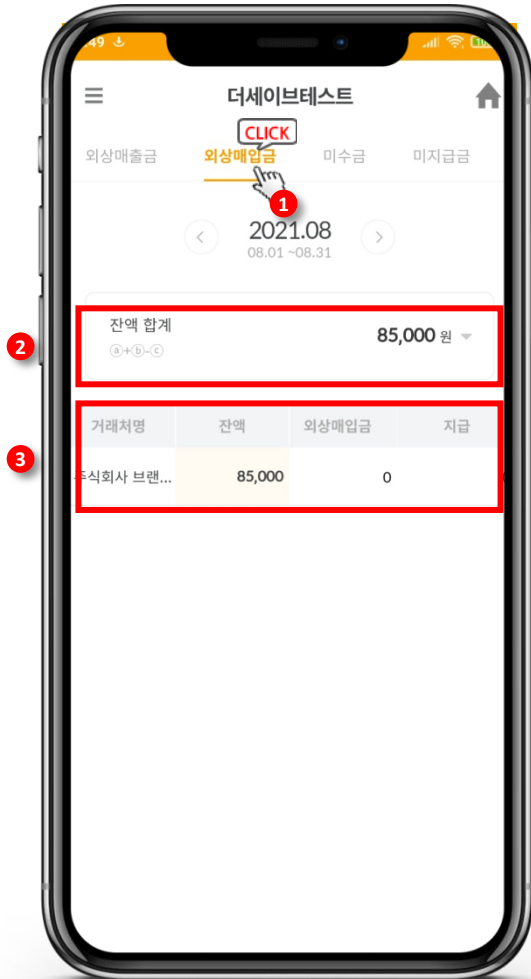 :49
더세이브테스트
CLICK
외상매출금 외상매입금 미수금 미지급금
1
< 2021.08 >
08.01 ~08.31
2
잔액 합계 85,000 원
ⓐ+ⓑ-ⓒ
3
거래처명 잔액 외상매입금 지급
주식회사 브랜... 85,000 0